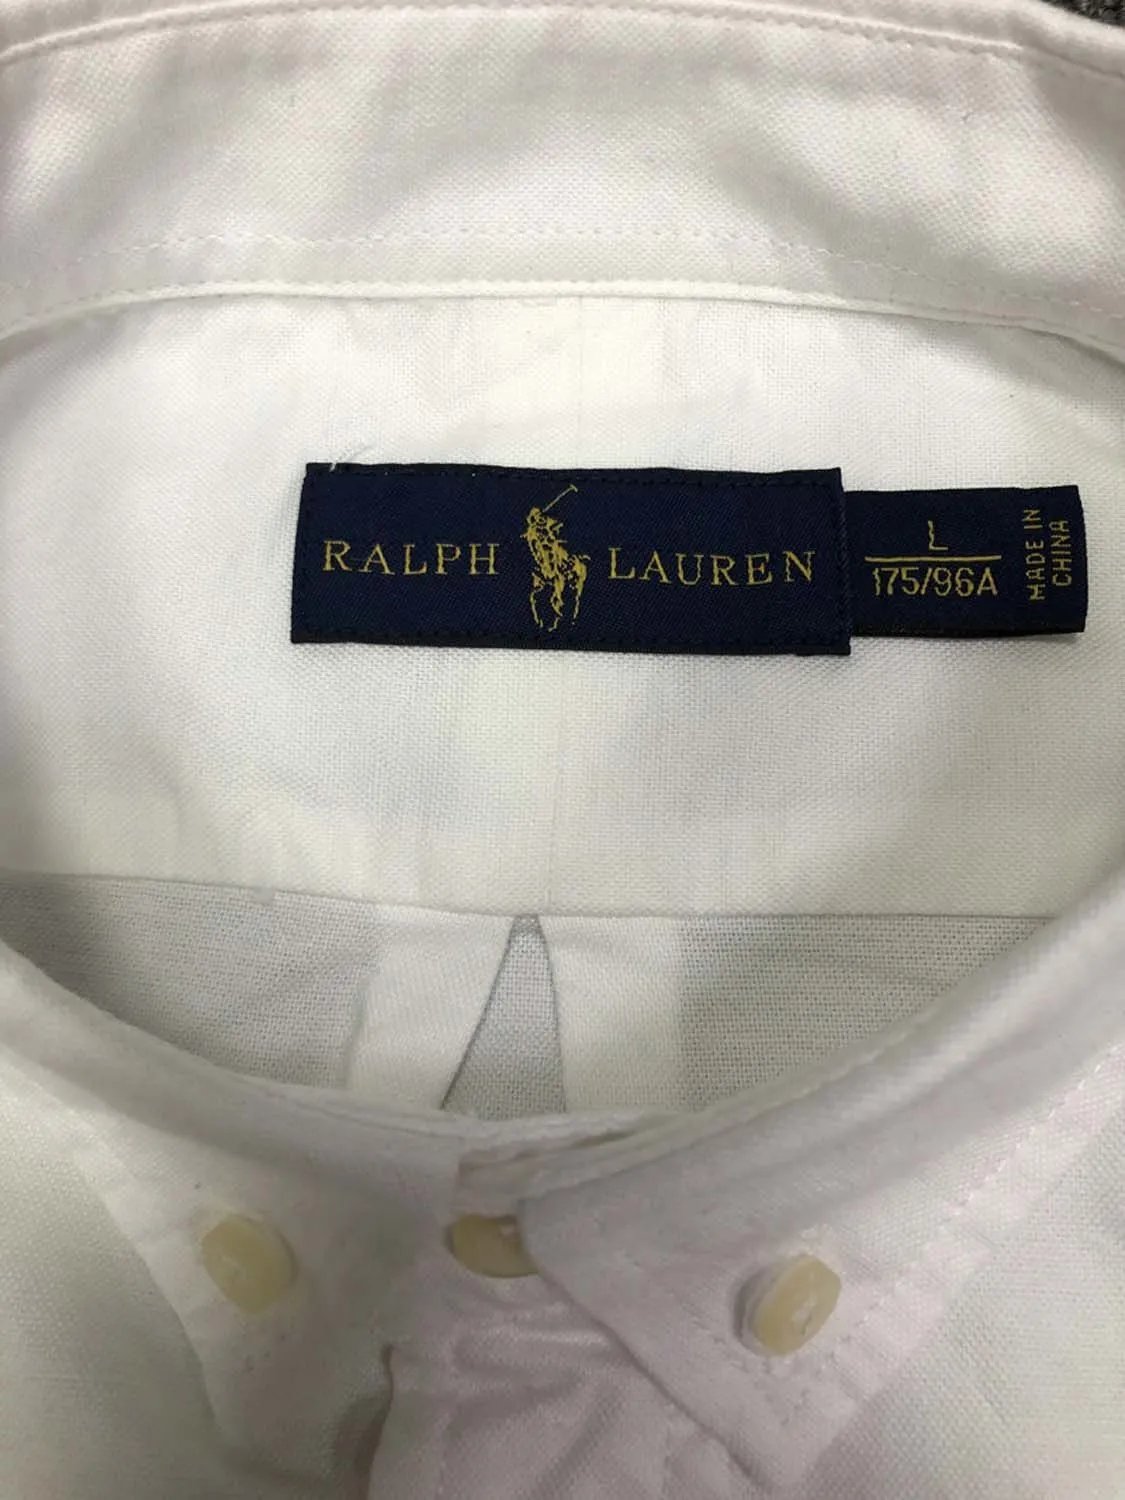 RALPH LAUREN
L
175/96A
MADE IN
CHINA